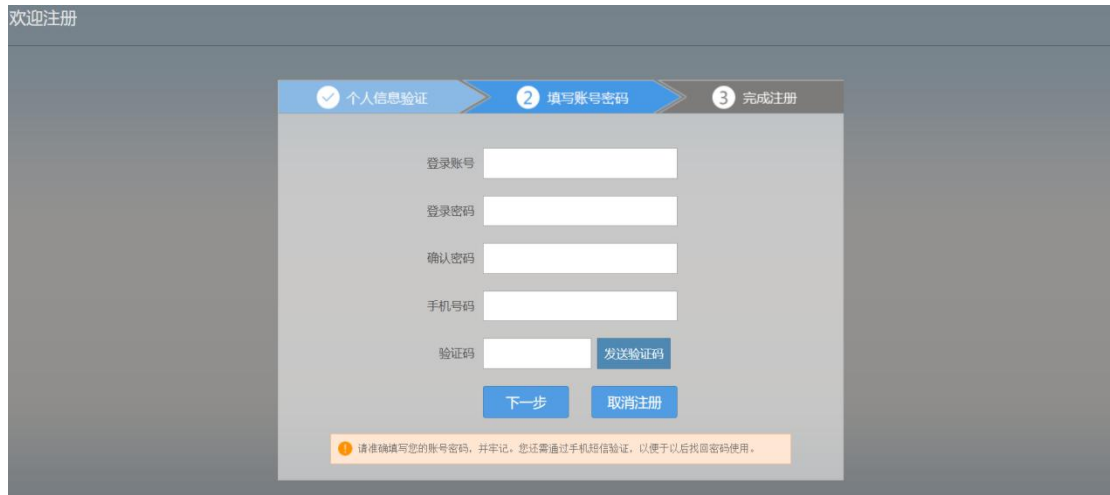 欢迎注册
个人信息验证 2 填写账号密码 3 完成注册
登录账号
登录密码
确认密码
手机号码
验证码 发送验证码
下一步 取消注册
请准确填写您的账号密码，并牢记。您还需通过手机短信验证，以便于以后找回密码使用。